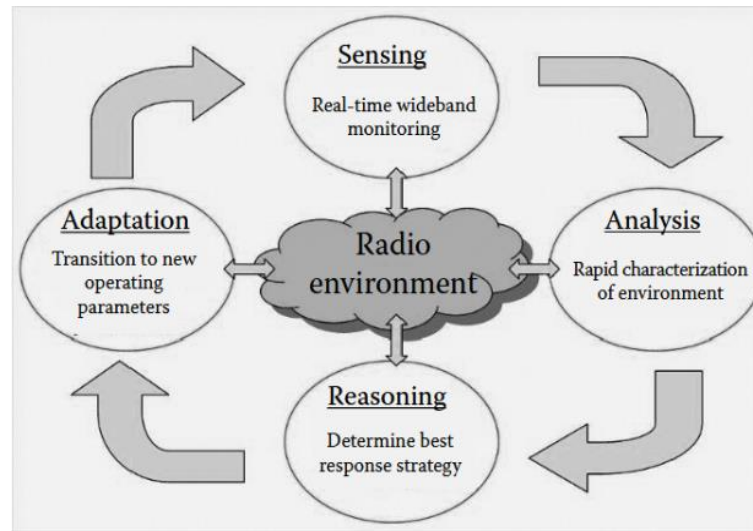 Sensing
Real-time wideband
monitoring
Adaptation
Transition to new
operating
parameters
Radio
environment
Analysis
Rapid characterization
of environment
Reasoning
Determine best
response strategy